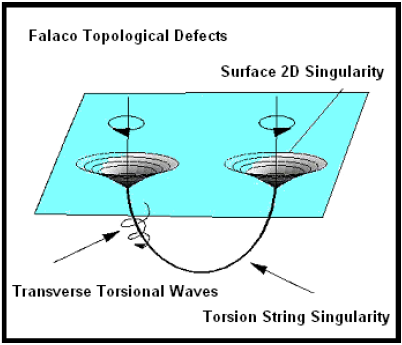 Falaco Topological Defects
Surface 2D Singularity
Transverse Torsional Waves
Torsion String Singularity